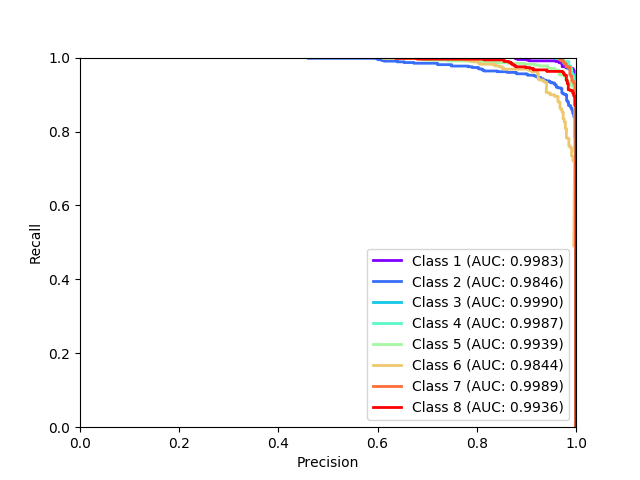 1.0
0.8
0.6
0.4
0.2
0.0
Recall
Class 1 (AUC: 0.9983)
Class 2 (AUC: 0.9846)
Class 3 (AUC: 0.9990)
Class 4 (AUC: 0.9987)
Class 5 (AUC: 0.9939)
Class 6 (AUC: 0.9844)
Class 7 (AUC: 0.9989)
Class 8 (AUC: 0.9936)
0.0 0.2 0.4 0.6 0.8 1.0
Precision